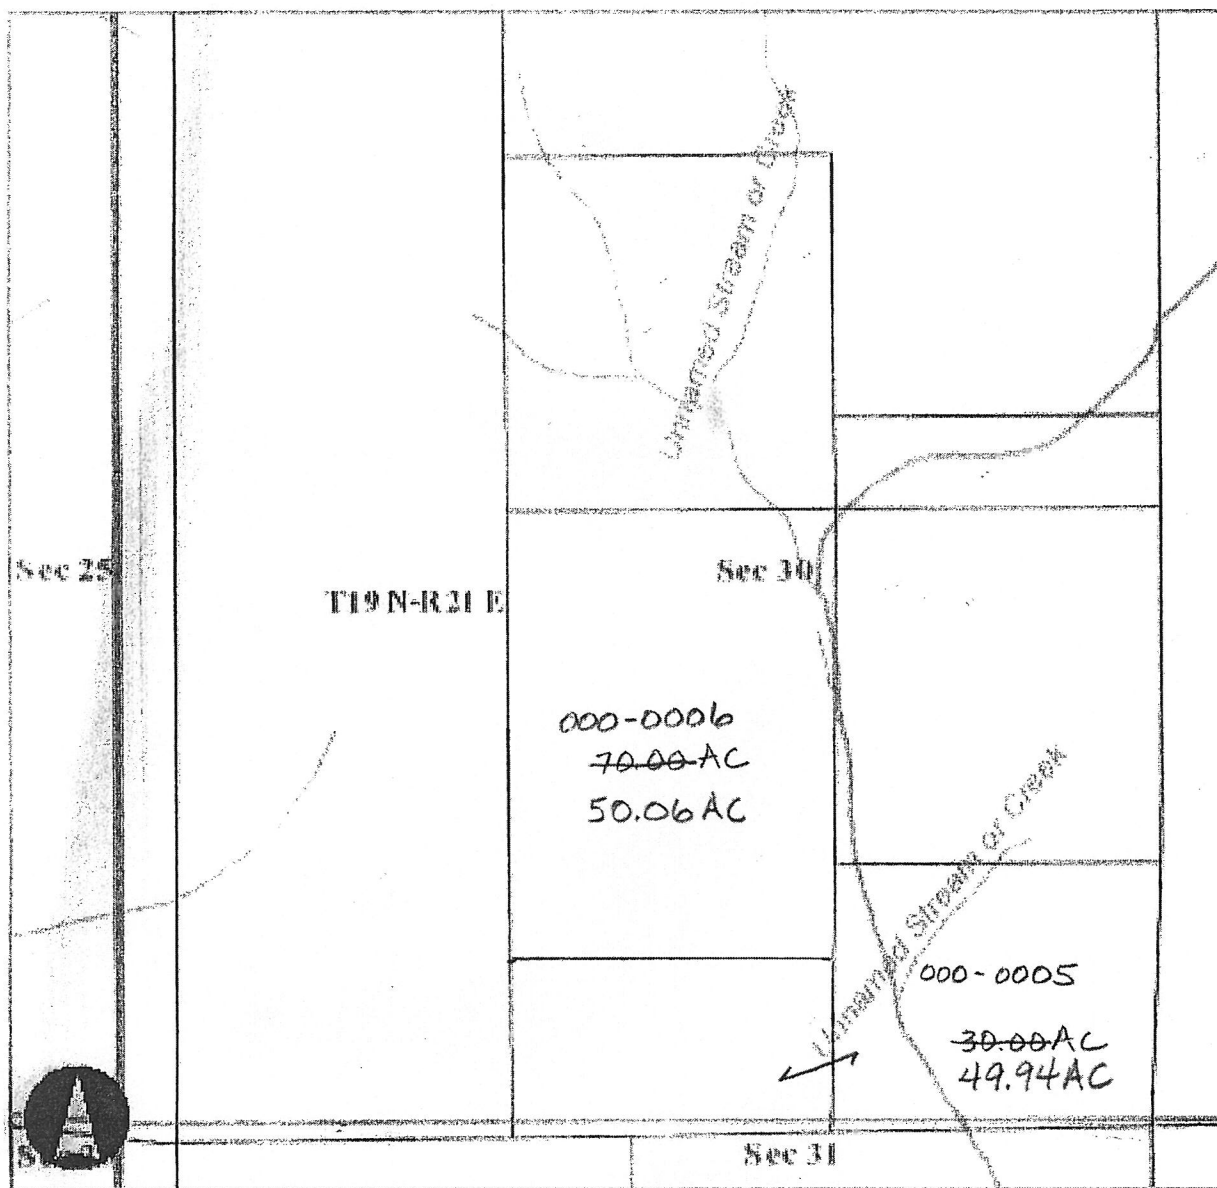 Unnamed Stream or Creek
Sec 25
T19 N-R 21 E
Sec 30
000-0006
70.00 AC
50.06 AC
Unnamed Stream or Creek
000-0005
30.00 AC
49.94 AC
Sec 31